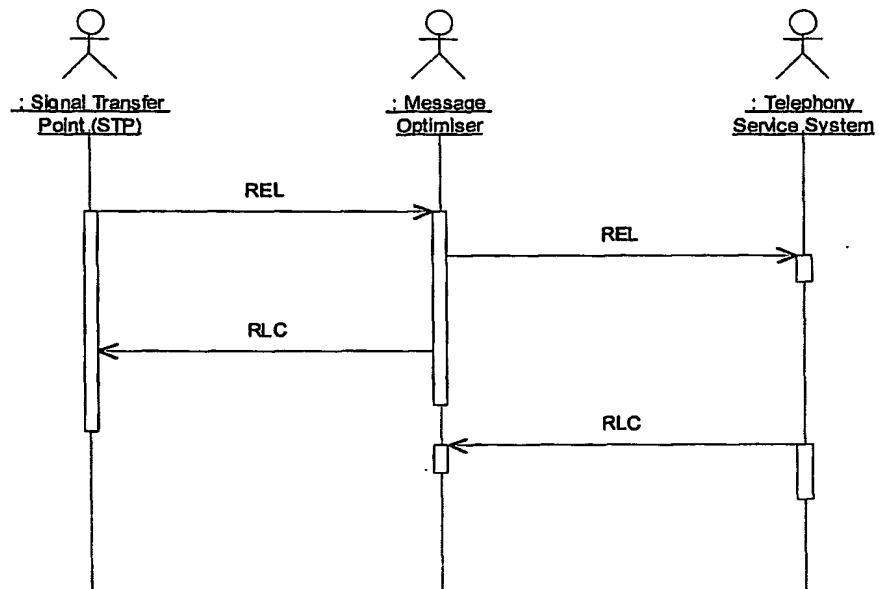 : Signal Transfer
Point (STP)
: Message
Optimiser
: Telephony
Service System
REL
REL
RLC
RLC